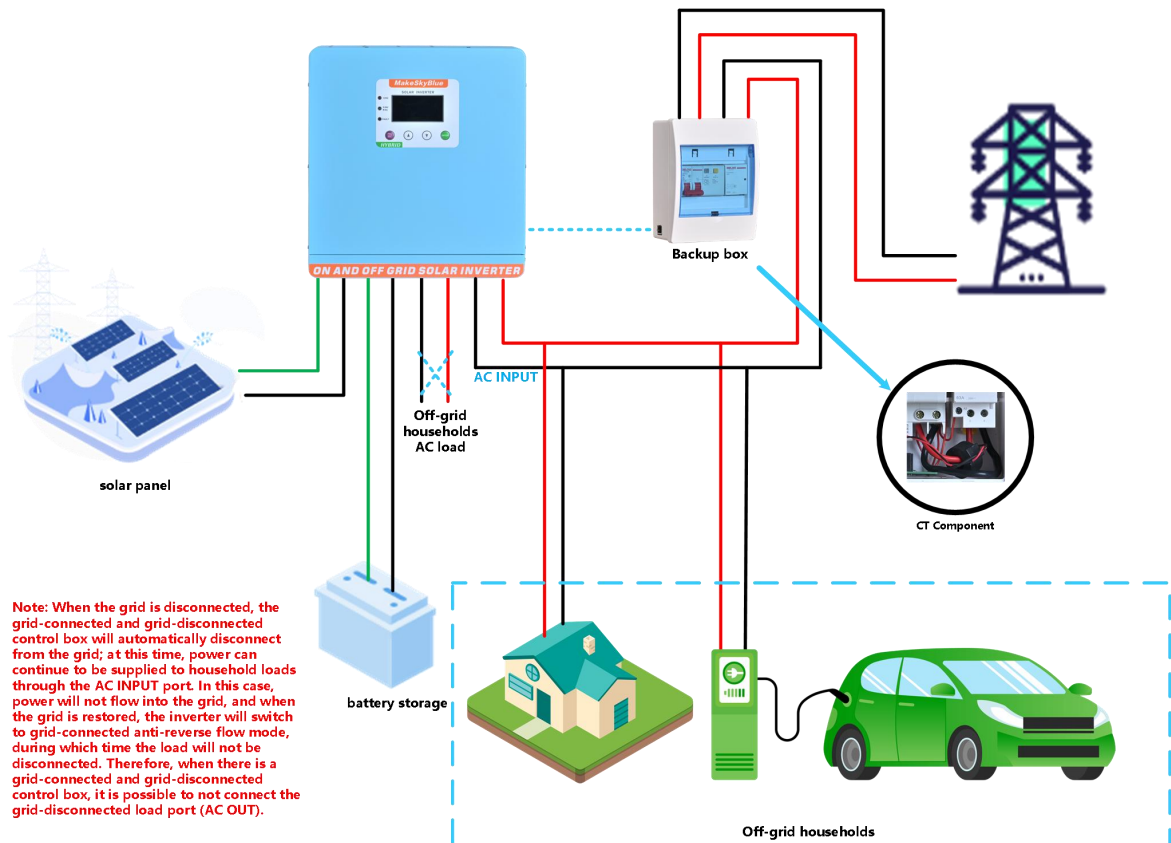 MakeSkyBlue
SOLAR INVERTER
HYBRID
ON AND OFF GRID SOLAR INVERTER
Backup box
AC INPUT
Off-grid
households
AC load
solar panel
CT Component
battery storage
Note: When the grid is disconnected, the
grid-connected and grid-disconnected
control box will automatically disconnect
from the grid; at this time, power can
continue to be supplied to household loads
through the AC INPUT port. In this case,
power will not flow into the grid, and when
the grid is restored, the inverter will switch
to grid-connected anti-reverse flow mode,
during which time the load will not be
disconnected. Therefore, when there is a
grid-connected and grid-disconnected
control box, it is possible to not connect the
grid-disconnected load port (AC OUT).
Off-grid households